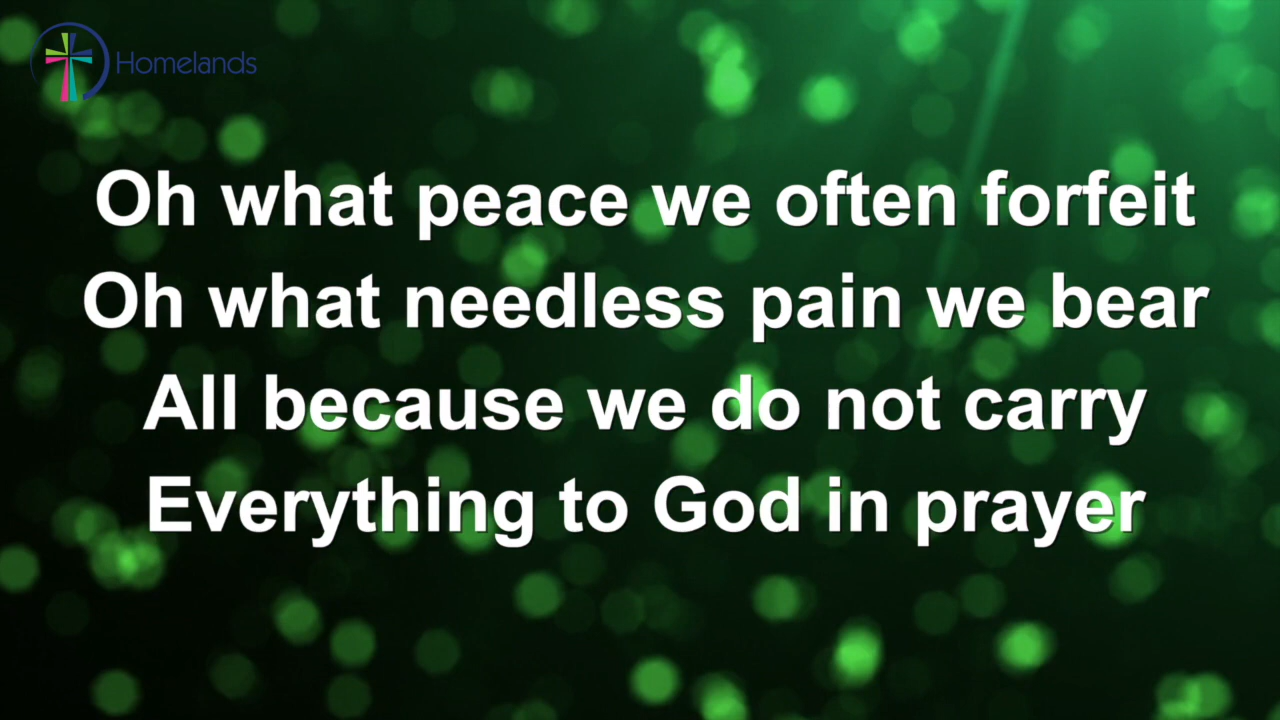 Homelands
Oh what peace we often forfeit
Oh what needless pain we bear
All because we do not carry
Everything to God in prayer